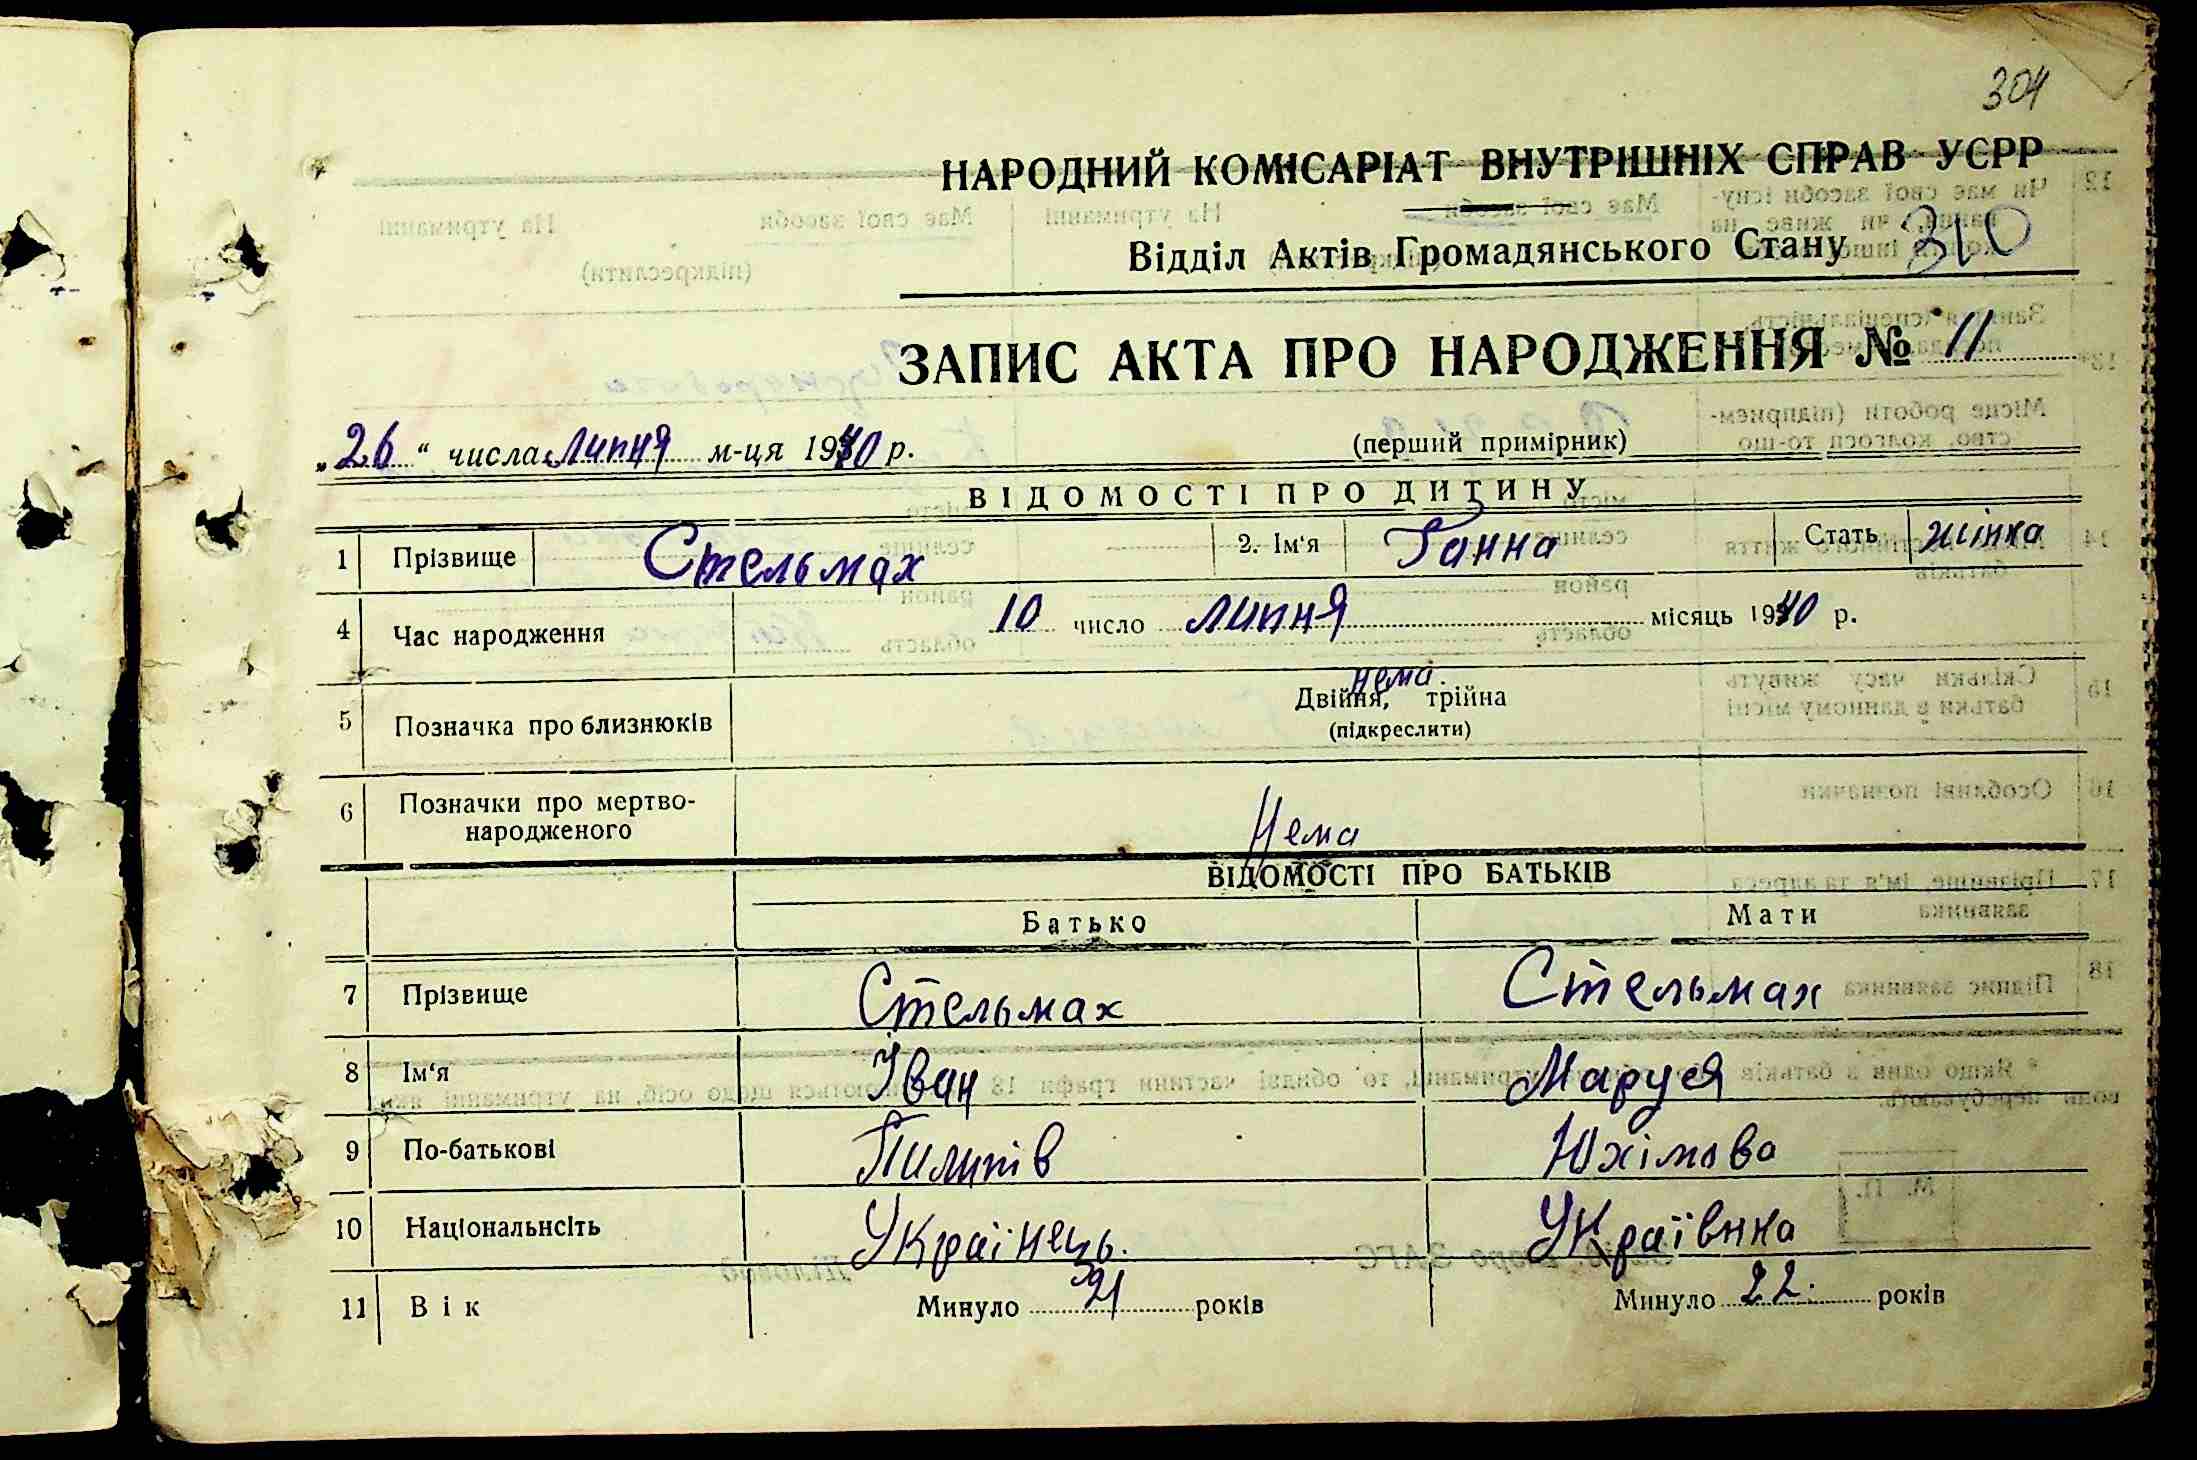 304
НАРОДНИЙ КОМІСАРІАТ ВНУТРІШНІХ СПРАВ УСРР
Відділ Актів Громадянського Стану 310
ЗАПИС АКТА ПРО НАРОДЖЕННЯ № 11
„26“ числа липня м-ця 1940 р. (перший примірник)
ВІДОМОСТІ ПРО ДИТИНУ
1 Прізвище Стельмах 2. Ім'я Ганна Стать жінка
4 Час народження 10 число липня місяць 1940 р.
нема.
5 Позначка про близнюків Двійня, трійна
(підкреслити)
6 Позначки про мертво-
народженого Нема
ВІДОМОСТІ ПРО БАТЬКІВ
Батько Мати
7 Прізвище Стельмах Стельмах
8 Ім'я Іван Маруся
9 По-батькові Пилипів Юхімова
10 Національнсіть Українець. Українка
11 Вік Минуло років Минуло 22. років